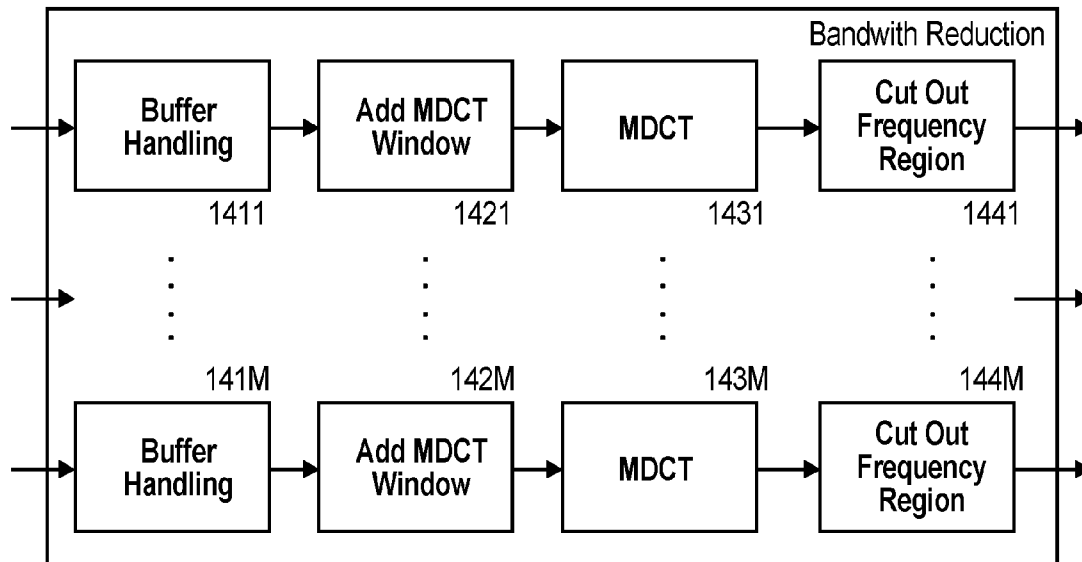 Bandwith Reduction
Buffer
Handling
Add MDCT
Window
MDCT
Cut Out
Frequency
Region
1411
1421
1431
1441
141M
142M
143M
144M
Buffer
Handling
Add MDCT
Window
MDCT
Cut Out
Frequency
Region